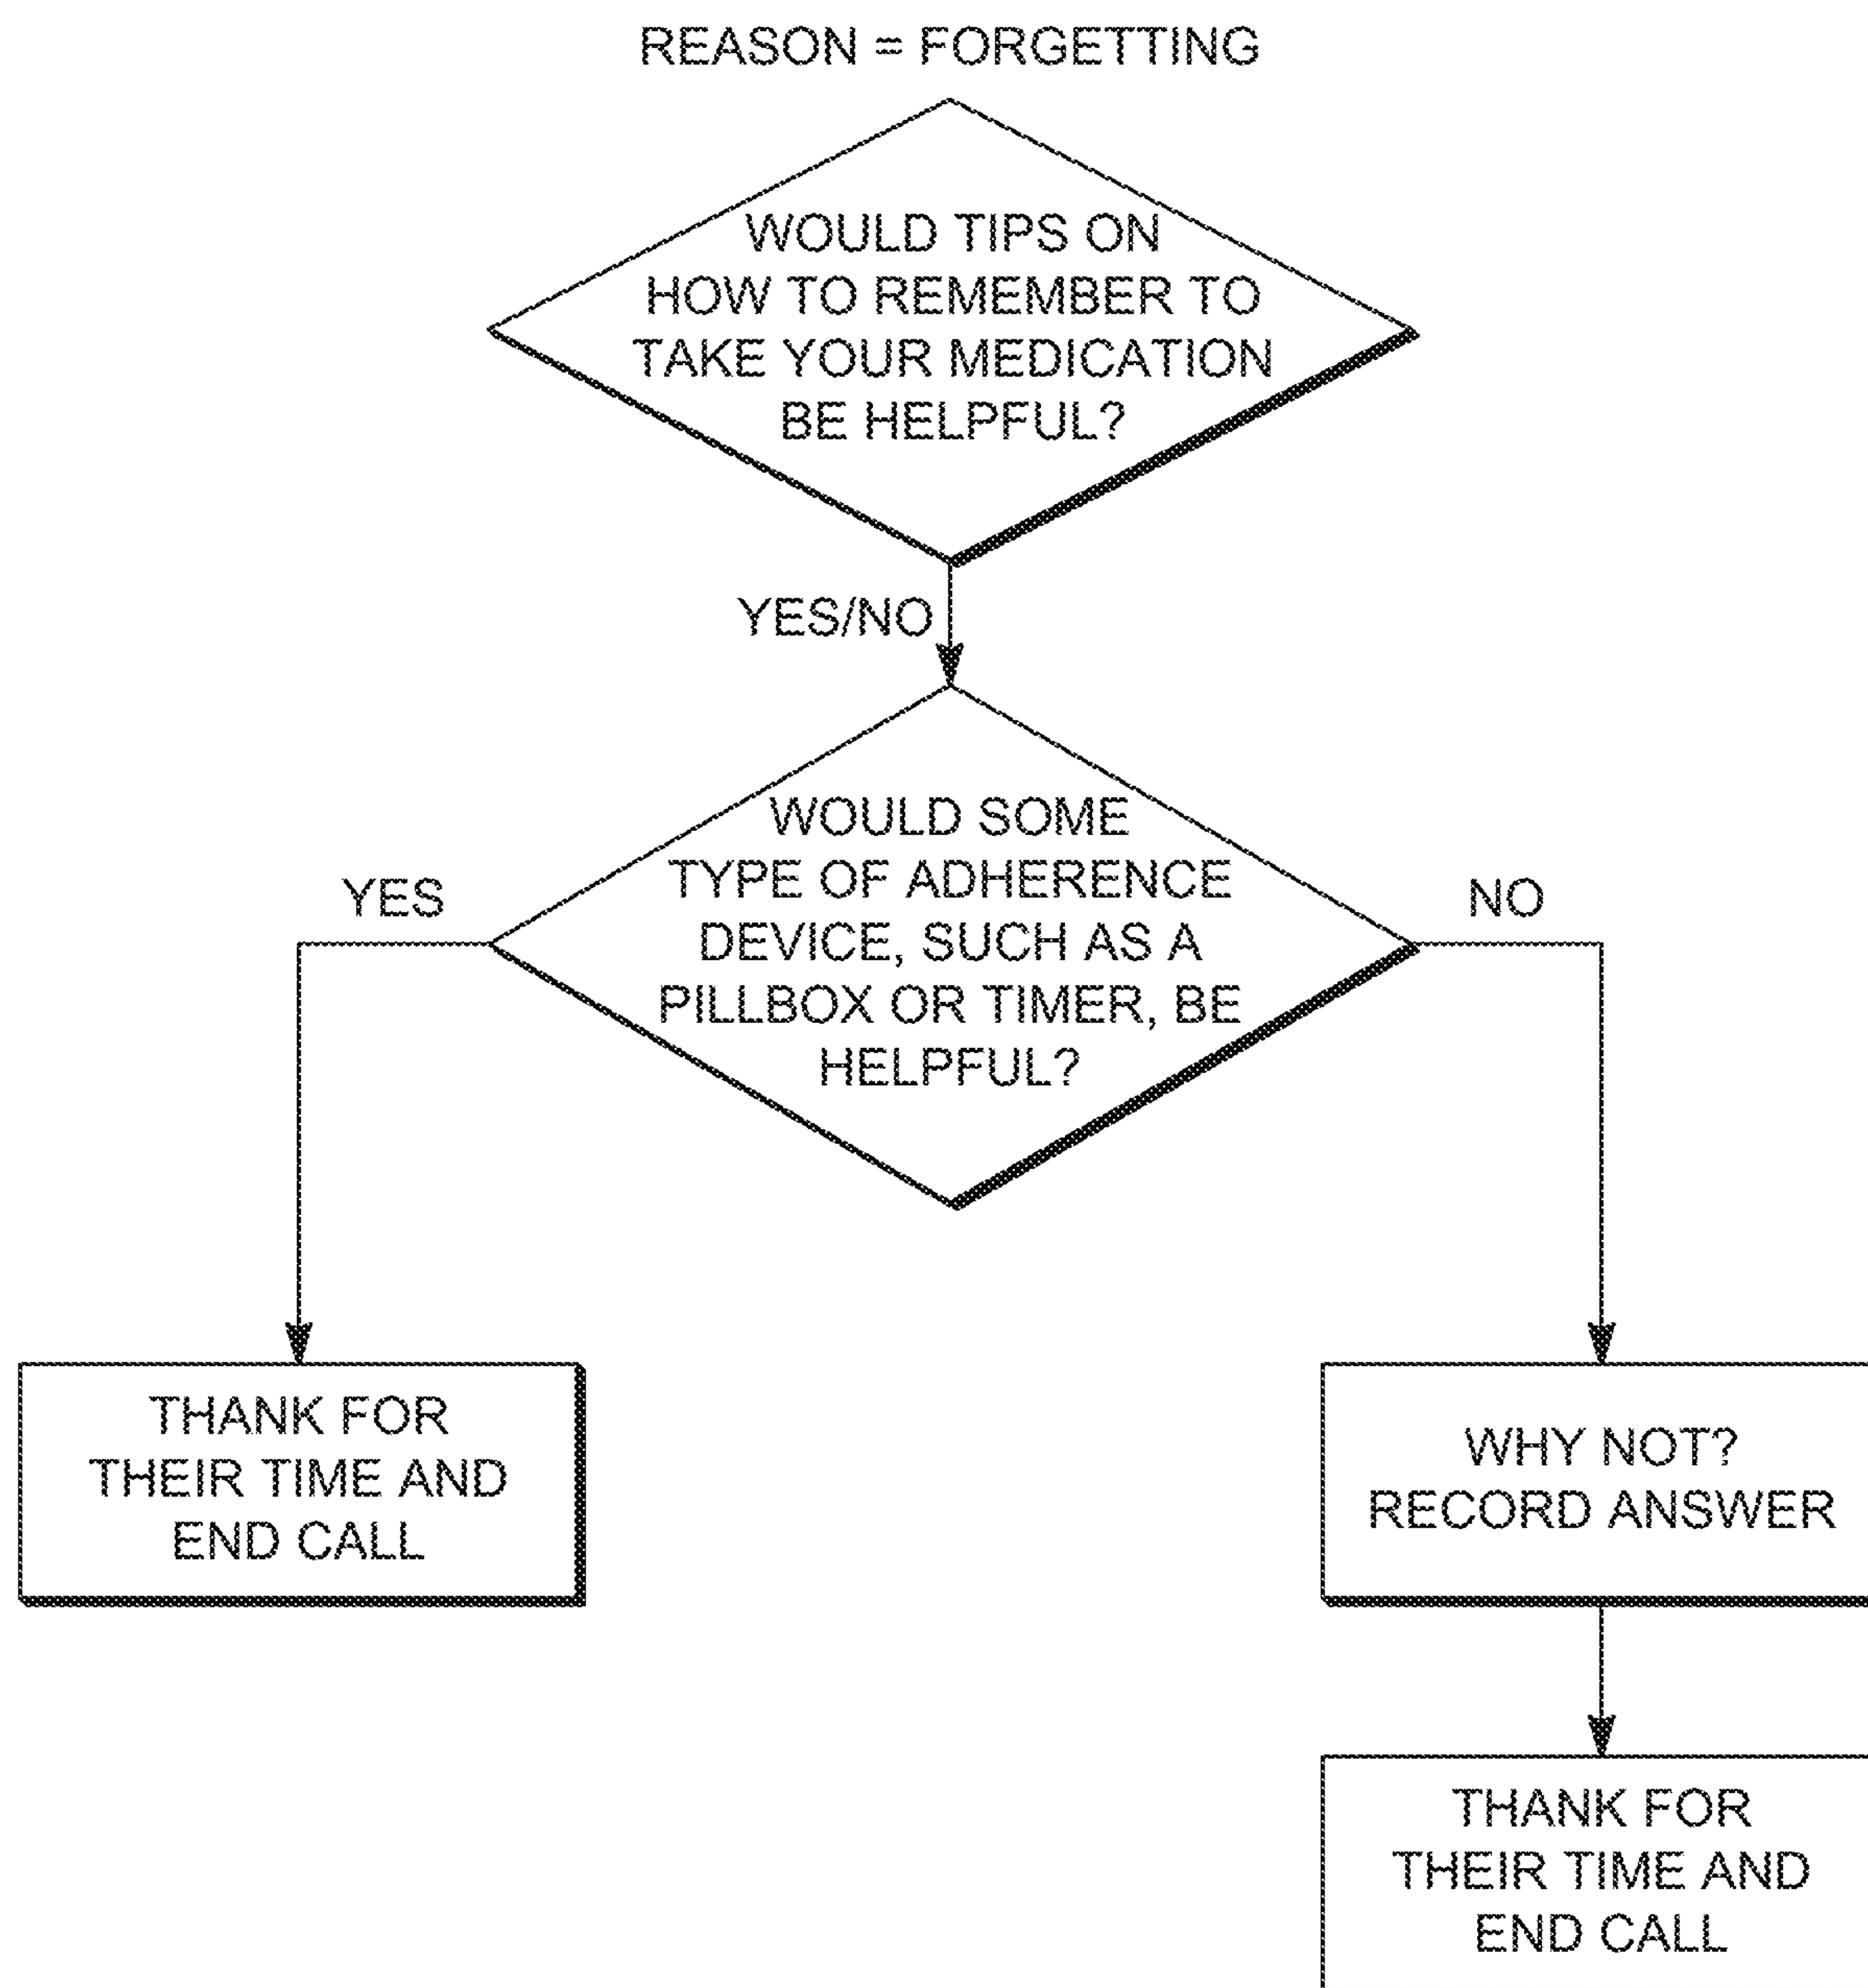 REASON = FORGETTING
WOULD TIPS ON
HOW TO REMEMBER TO
TAKE YOUR MEDICATION
BE HELPFUL?
YES/NO
WOULD SOME
TYPE OF ADHERENCE
DEVICE, SUCH AS A
PILLBOX OR TIMER, BE
HELPFUL?
YES
NO
THANK FOR
THEIR TIME AND
END CALL
WHY NOT?
RECORD ANSWER
THANK FOR
THEIR TIME AND
END CALL